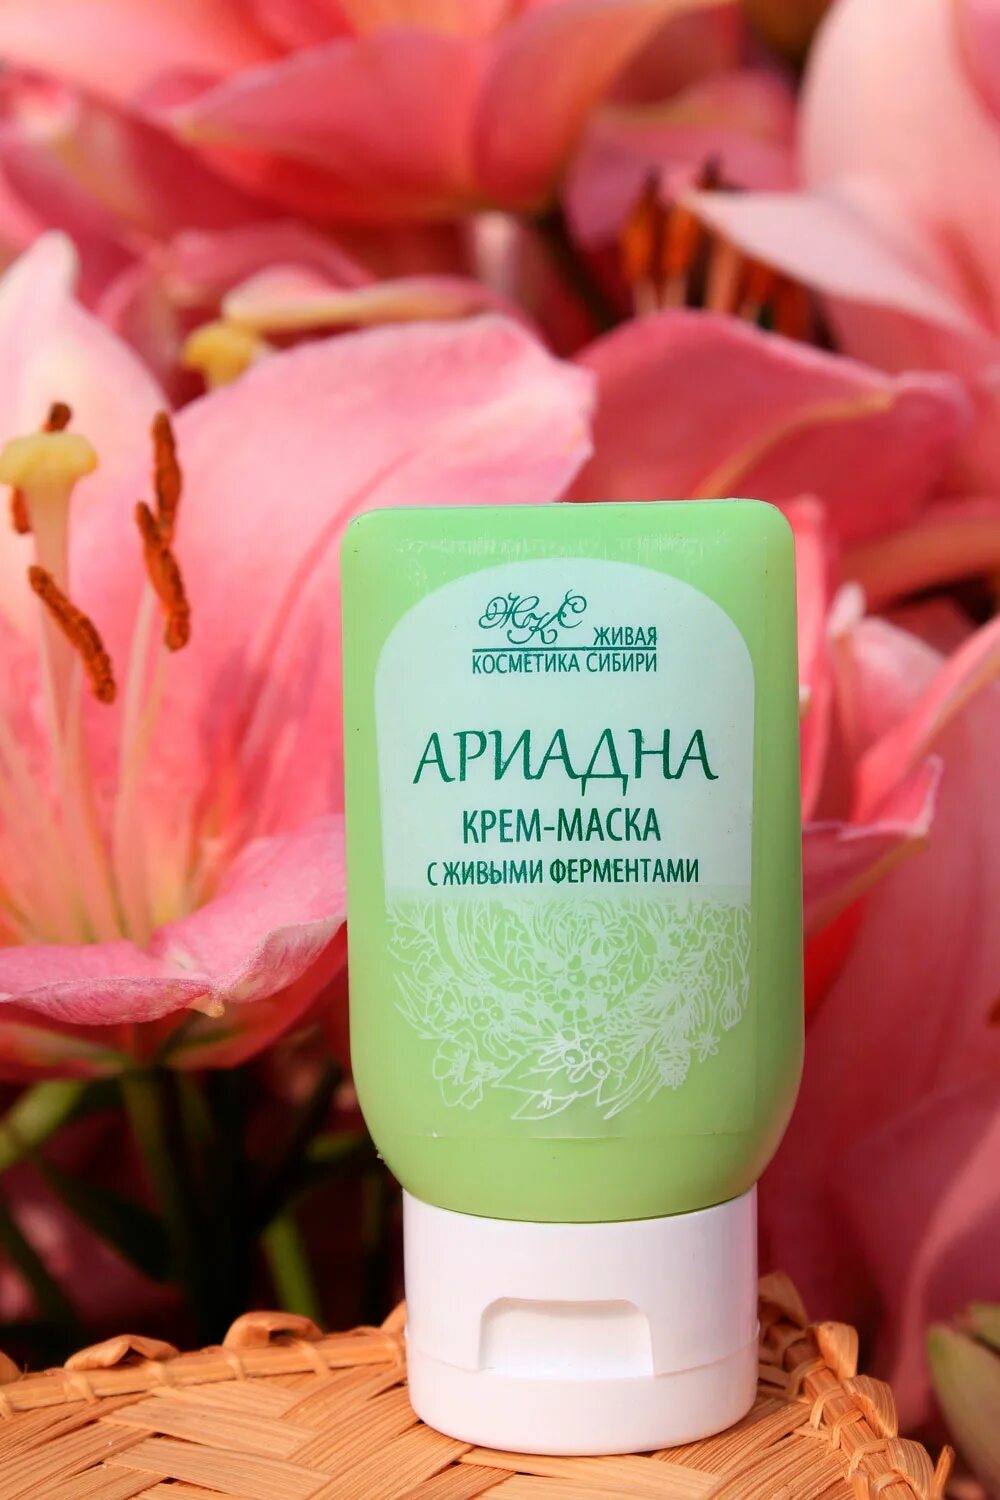 ЖКС
ЖИВАЯ
КОСМЕТИКА СИБИРИ
АРИАДНА
КРЕМ-МАСКА
С ЖИВЫМИ ФЕРМЕНТАМИ